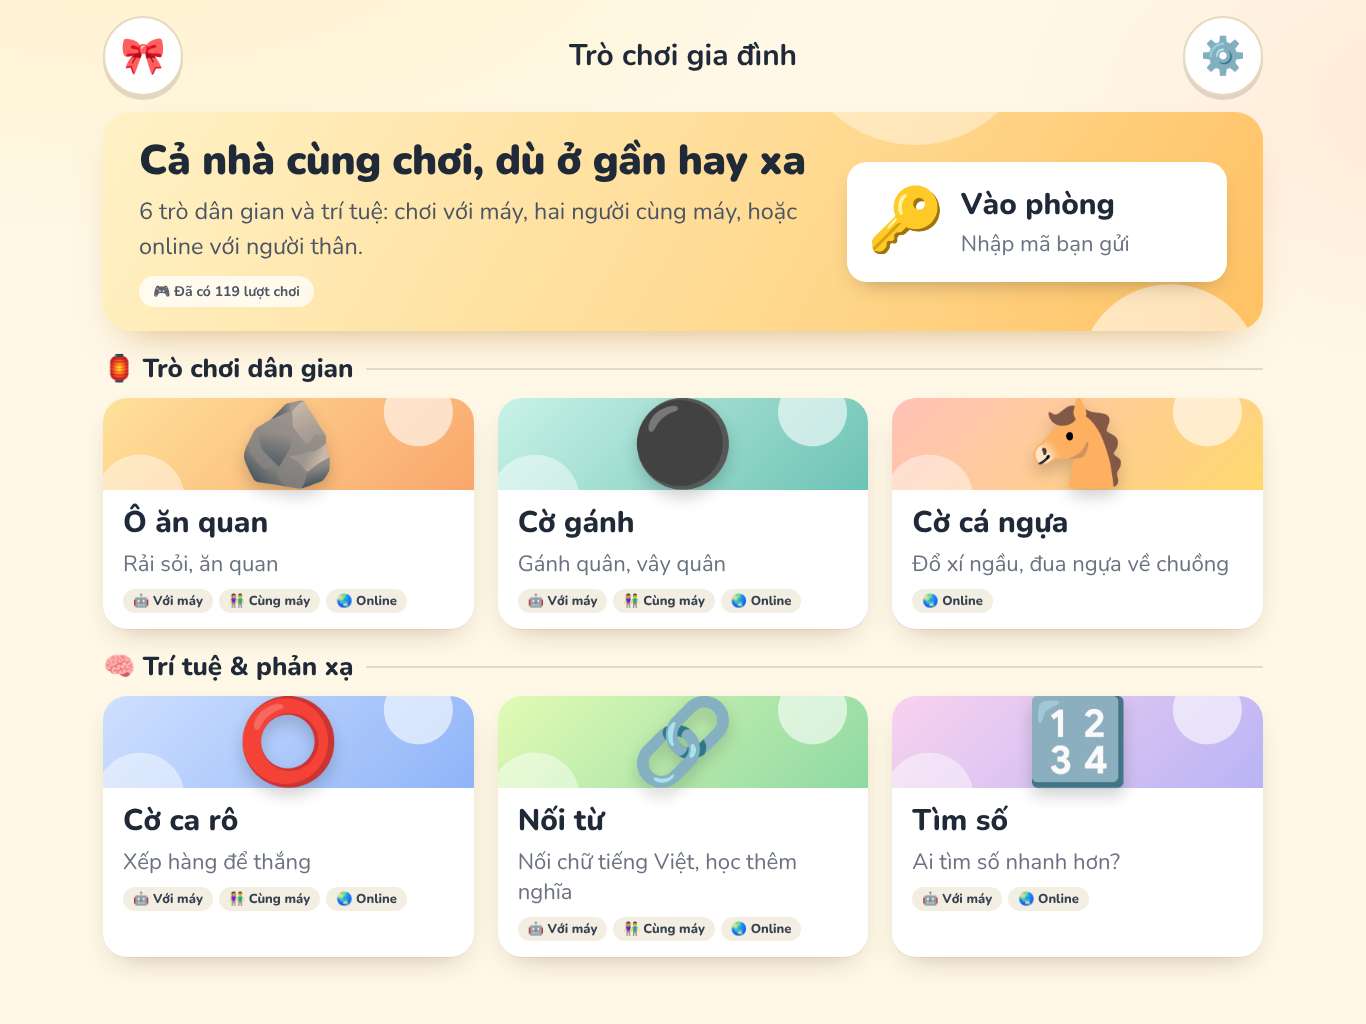 Trò chơi gia đình
Cả nhà cùng chơi, dù ở gần hay xa
6 trò dân gian và trí tuệ: chơi với máy, hai người cùng máy, hoặc
online với người thân.
Đã có 119 lượt chơi
Vào phòng
Nhập mã bạn gửi
Trò chơi dân gian
Ô ăn quan
Rải sỏi, ăn quan
Với máy Cùng máy Online
Cờ gánh
Gánh quân, vây quân
Với máy Cùng máy Online
Cờ cá ngựa
Đổ xí ngầu, đua ngựa về chuồng
Online
Trí tuệ & phản xạ
Cờ ca rô
Xếp hàng để thắng
Với máy Cùng máy Online
Nối từ
Nối chữ tiếng Việt, học thêm
nghĩa
Với máy Cùng máy Online
1 2
3 4
Tìm số
Ai tìm số nhanh hơn?
Với máy Online